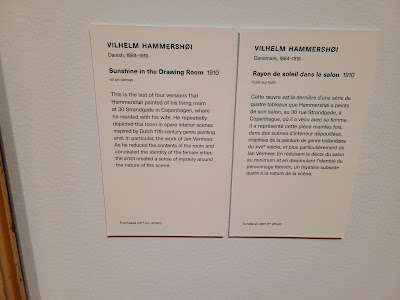 VILHELM HAMMERSHØI
Danish, 1864–1916
Sunshine in the Drawing Room 1910
oil on canvas
This is the last of four versions that
Hammershøi painted of his living room
at 30 Strandgade in Copenhagen, where
he resided with his wife. He repeatedly
depicted this room in spare interior scenes
inspired by Dutch 17th-century genre painting
and, in particular, the work of Jan Vermeer.
As he reduced the contents of the room and
concealed the identity of the female sitter,
the artist created a sense of mystery around
the nature of the scene.
Purchased 2017
VILHELM HAMMERSHØI
Danemark, 1864–1916
Rayon de soleil dans le salon 1910
huile sur toile
Cette œuvre est la dernière d'une série de
quatre tableaux que Hammershøi a peints
de son salon, au 30 rue Strandgade, à
Copenhague, où il a vécu avec sa femme.
Il a représenté cette pièce maintes fois,
dans des scènes d'intérieur dépouillées,
inspirées de la peinture de genre hollandaise
du XVIIe siècle, et plus particulièrement de
Jan Vermeer. En réduisant le décor du salon
au minimum et en dissimulant l'identité du
personnage féminin, un mystère subsiste
quant à la nature de la scène.
Acheté en 2017